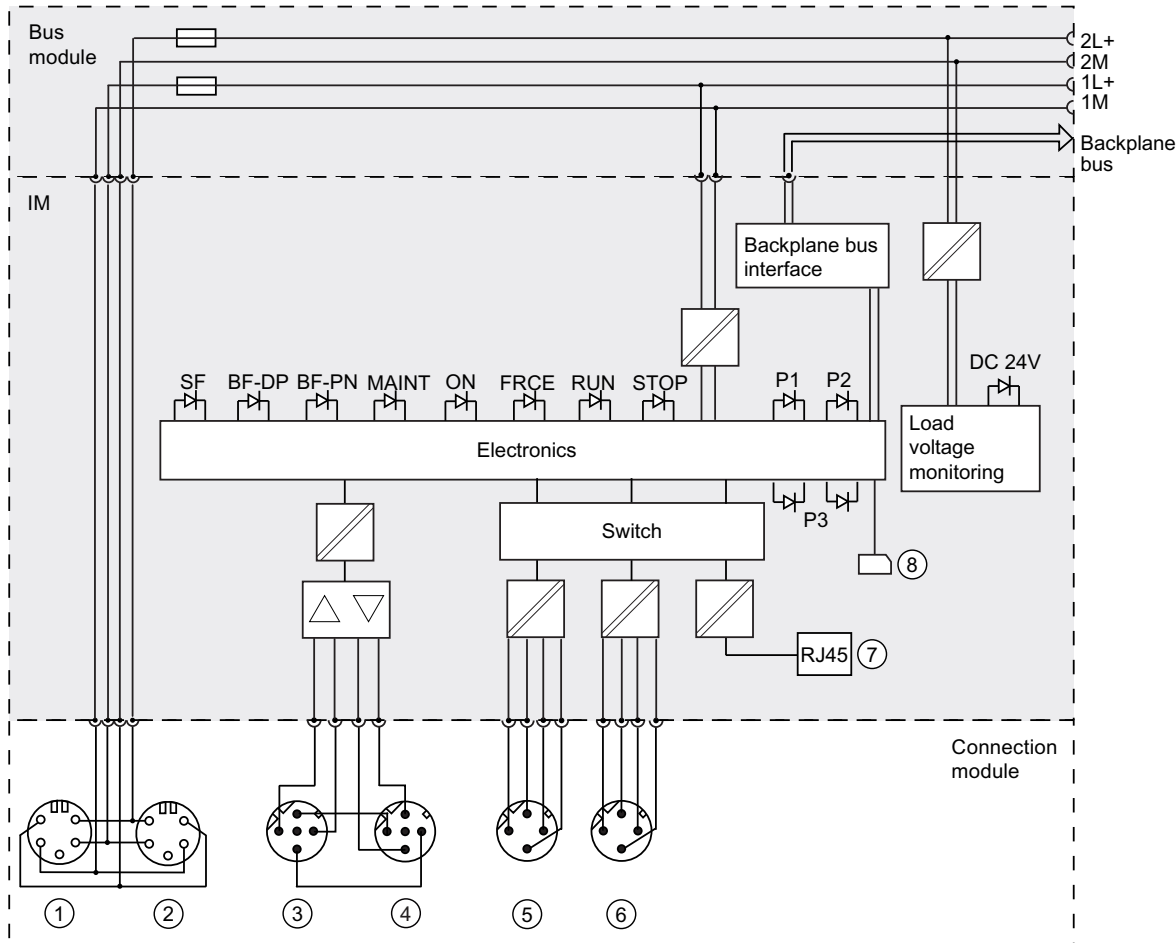 Bus
module
2L+
2M
1L+
1M
Backplane
bus
IM
Backplane bus
interface
DC 24V
SF BF-DP BF-PN MAINT ON FRCE RUN STOP P1 P2
Load
voltage
monitoring
Electronics
P3
Switch
8
RJ45 7
Connection
module
1 2 3 4 5 6